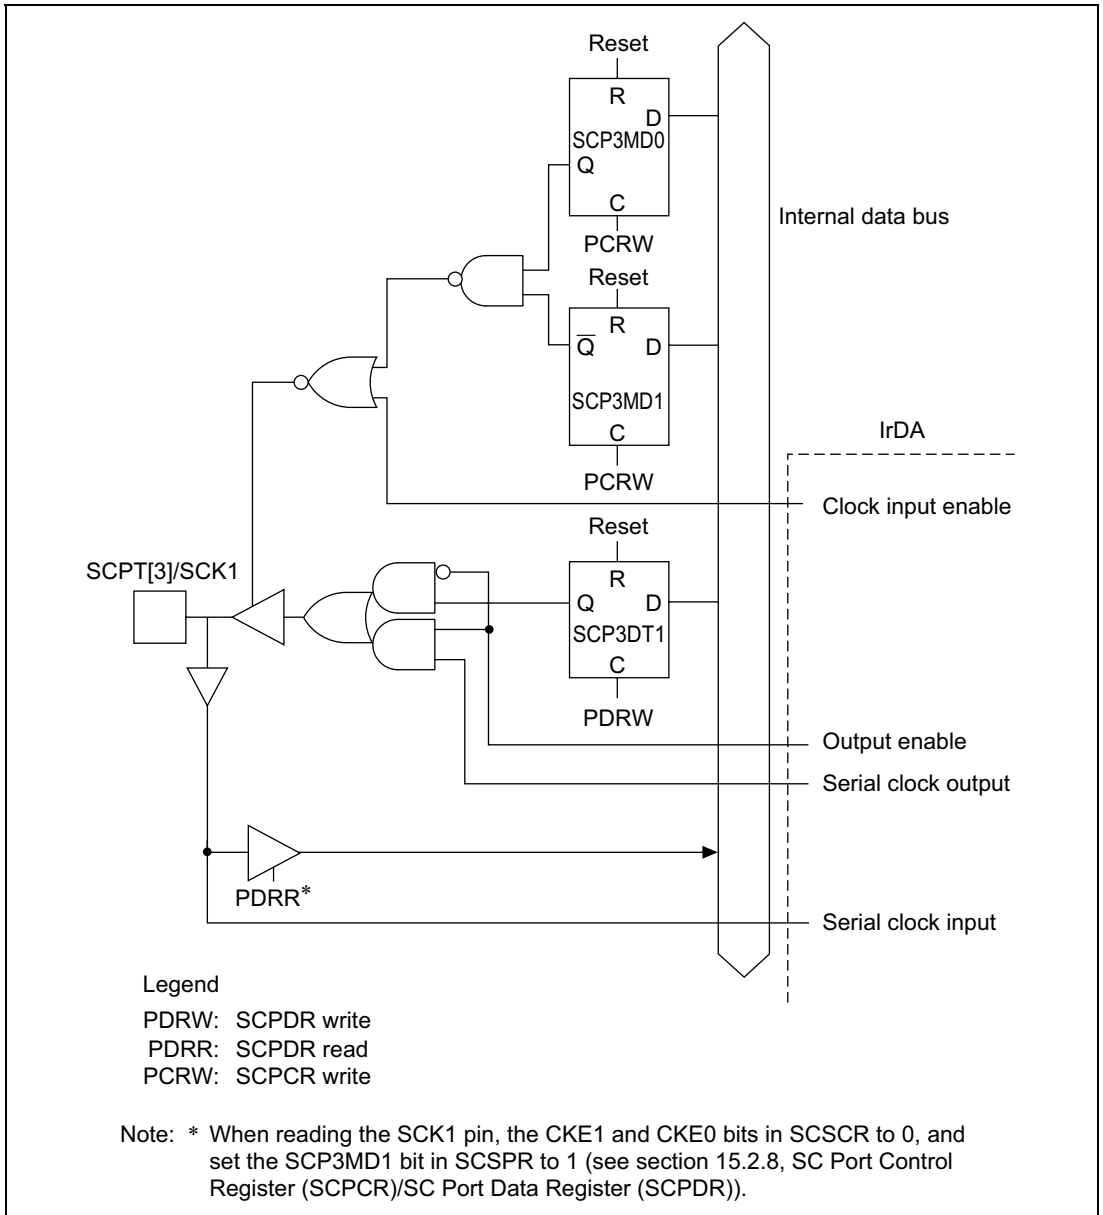 Reset
R
D
SCP3MD0
Q
C
PCRW
Internal data bus
Reset
R
Q̅ D
SCP3MD1
C
PCRW
IrDA
Clock input enable
Reset
SCPT[3]/SCK1
R
Q D
SCP3DT1
C
PDRW
Output enable
Serial clock output
PDRR*
Serial clock input
Legend
PDRW: SCPDR write
PDRR: SCPDR read
PCRW: SCPCR write
Note: * When reading the SCK1 pin, the CKE1 and CKE0 bits in SCSCR to 0, and
set the SCP3MD1 bit in SCSPR to 1 (see section 15.2.8, SC Port Control
Register (SCPCR)/SC Port Data Register (SCPDR)).